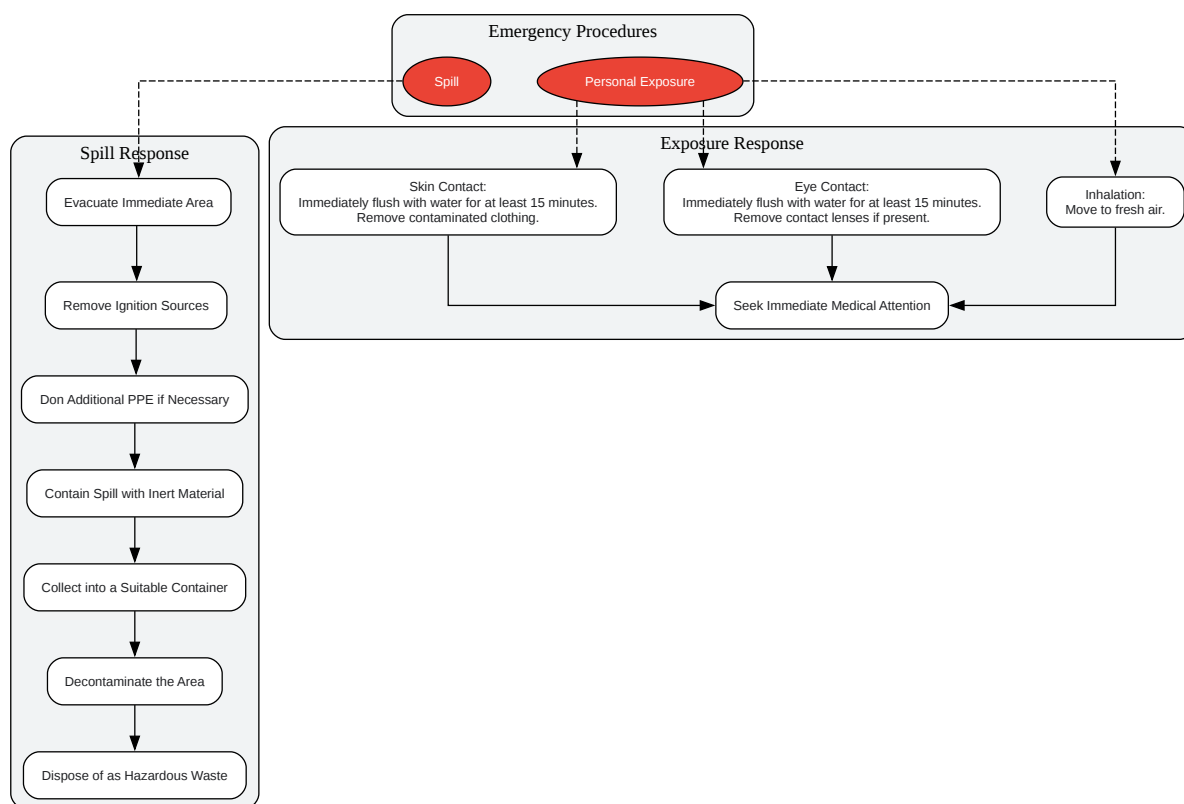 Emergency Procedures
Spill
Personal Exposure
Spill Response
Evacuate Immediate Area
Remove Ignition Sources
Don Additional PPE if Necessary
Contain Spill with Inert Material
Collect into a Suitable Container
Decontaminate the Area
Dispose of as Hazardous Waste
Exposure Response
Skin Contact:
Immediately flush with water for at least 15 minutes.
Remove contaminated clothing.
Eye Contact:
Immediately flush with water for at least 15 minutes.
Remove contact lenses if present.
Inhalation:
Move to fresh air.
Seek Immediate Medical Attention